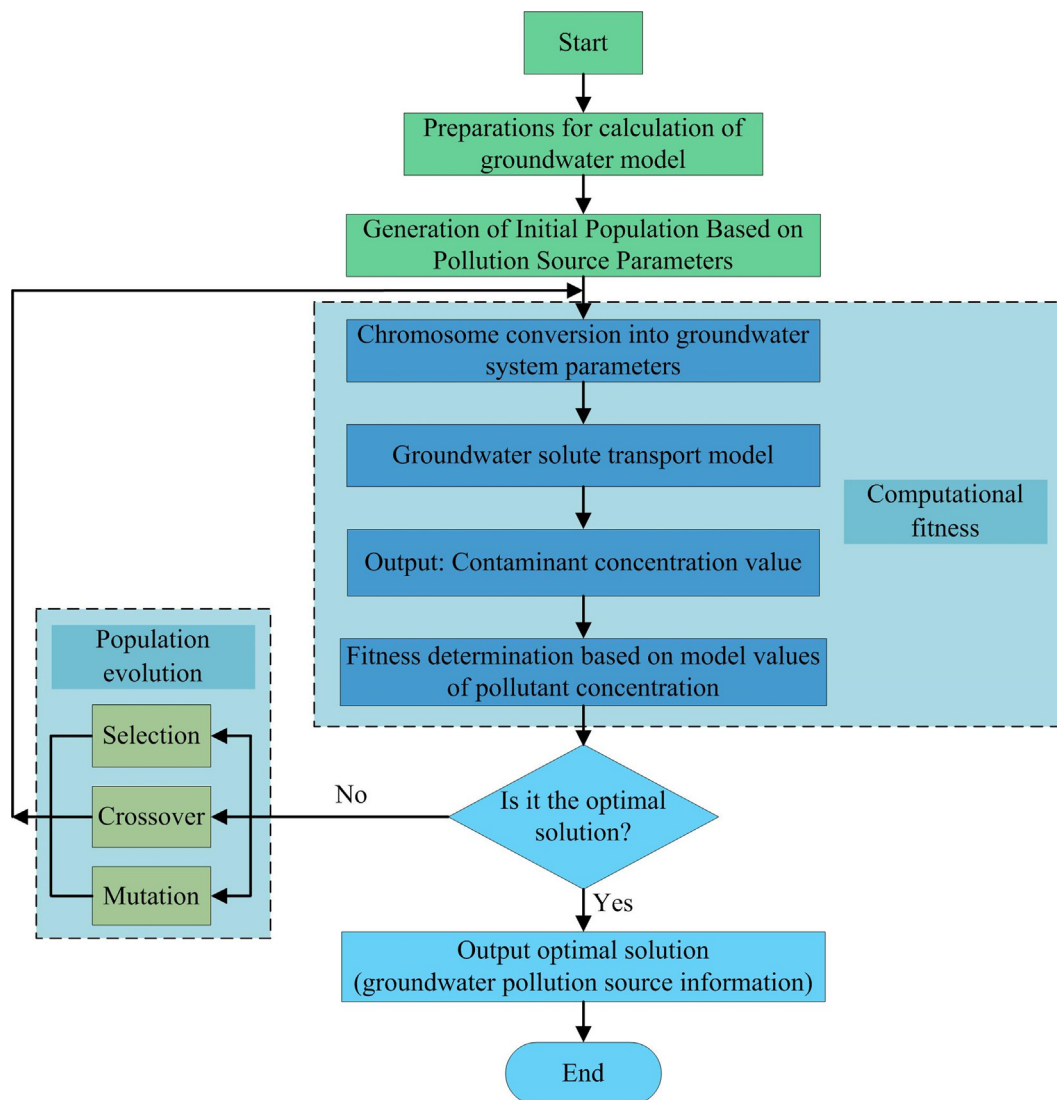 Start
Preparations for calculation of
groundwater model
Generation of Initial Population Based on
Pollution Source Parameters
Chromosome conversion into groundwater
system parameters
Groundwater solute transport model
Computational
fitness
Output: Contaminant concentration value
Fitness determination based on model values
of pollutant concentration
Population
evolution
Selection
Crossover
Mutation
No
Is it the optimal
solution?
Yes
Output optimal solution
(groundwater pollution source information)
End